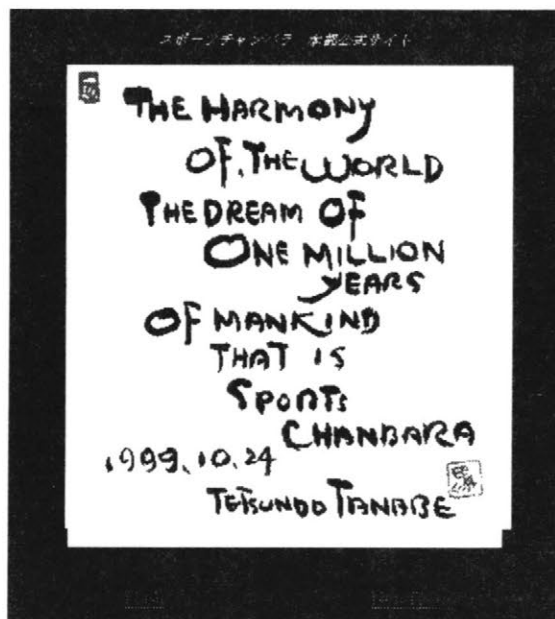 スポーツチャンバラ 本部公式サイト
THE HARMONY
OF. THE WORLD
THE DREAM OF
ONE MILLION
YEARS
OF MANKIND
THAT IS
SPORTS
CHANBARA
1999.10.24
TETSUNDO TANABE